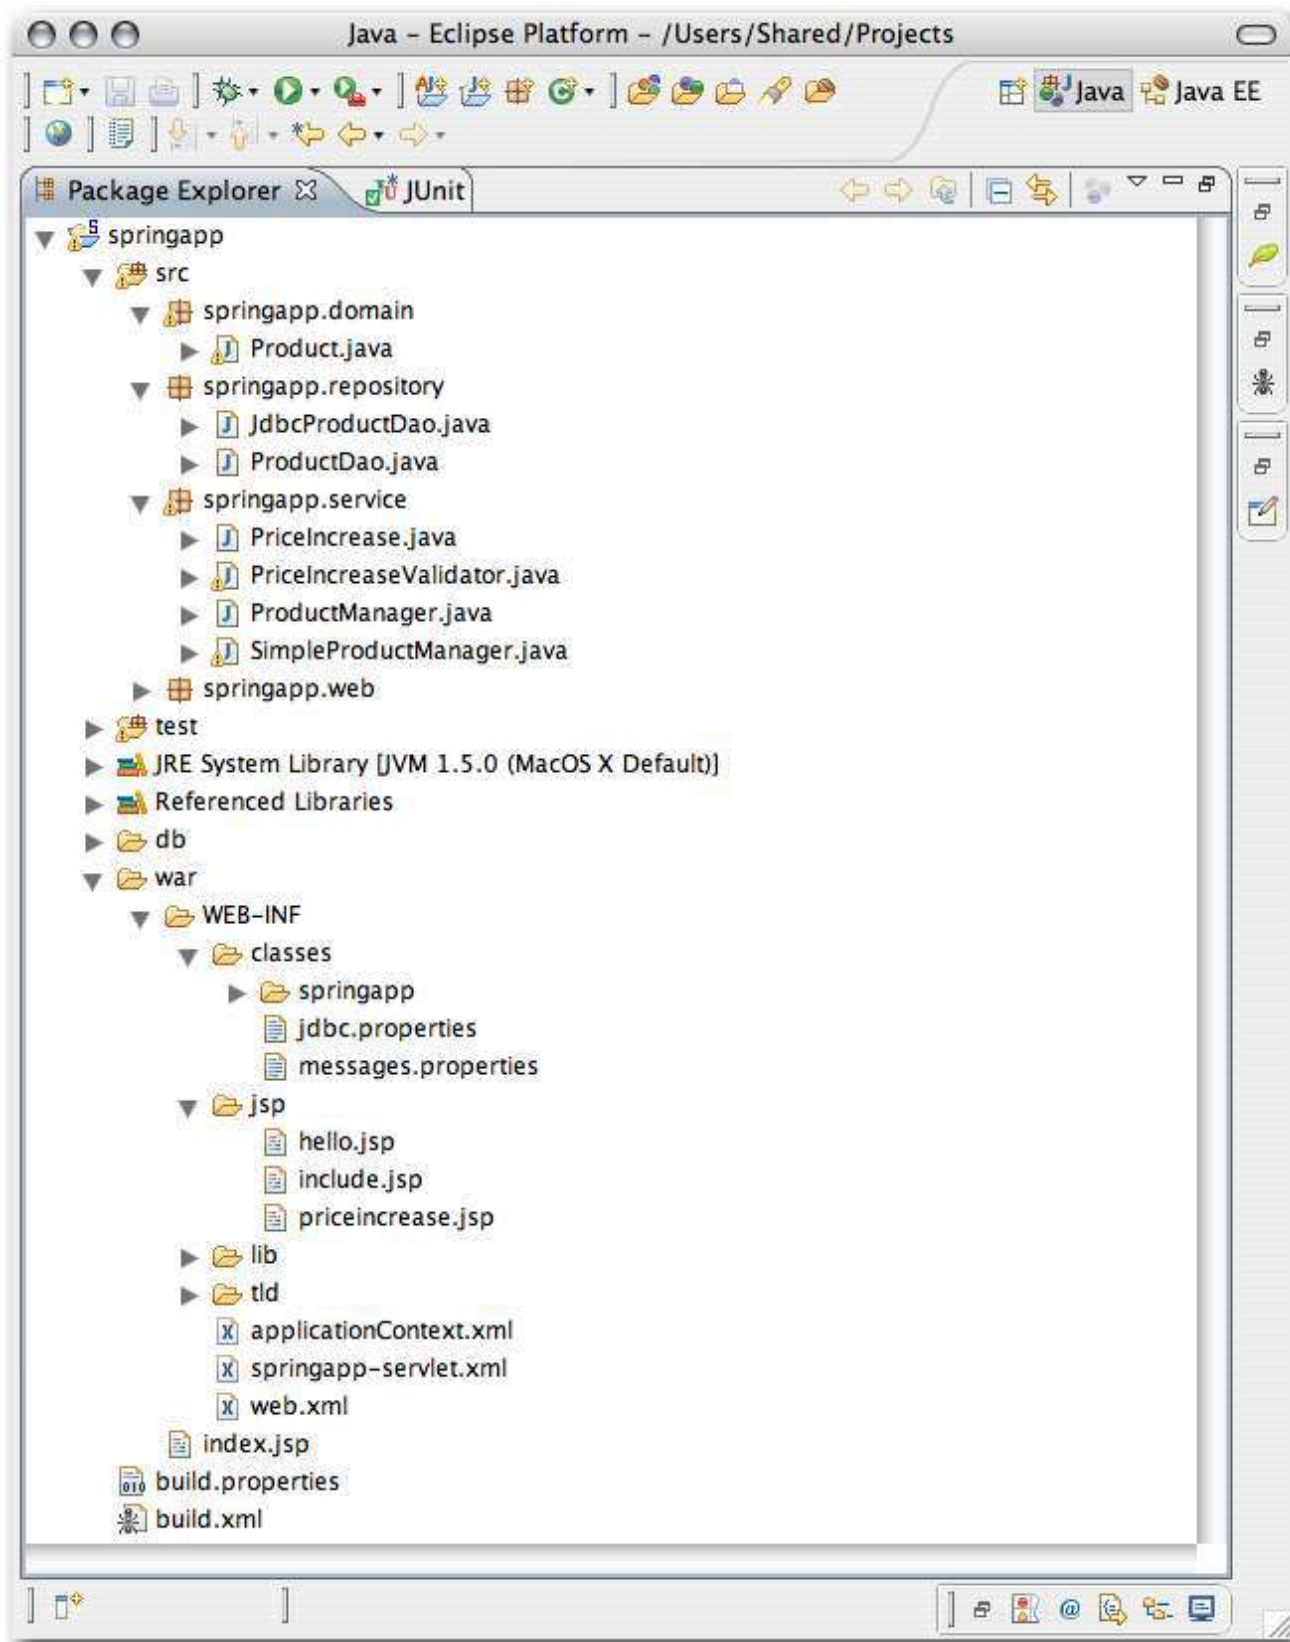 Java – Eclipse Platform – /Users/Shared/Projects
Java Java EE
Package Explorer JUnit
springapp
src
springapp.domain
Product.java
springapp.repository
JdbcProductDao.java
ProductDao.java
springapp.service
PriceIncrease.java
PriceIncreaseValidator.java
ProductManager.java
SimpleProductManager.java
springapp.web
test
JRE System Library [JVM 1.5.0 (MacOS X Default)]
Referenced Libraries
db
war
WEB-INF
classes
springapp
jdbc.properties
messages.properties
jsp
hello.jsp
include.jsp
priceincrease.jsp
lib
tld
applicationContext.xml
springapp-servlet.xml
web.xml
index.jsp
build.properties
build.xml